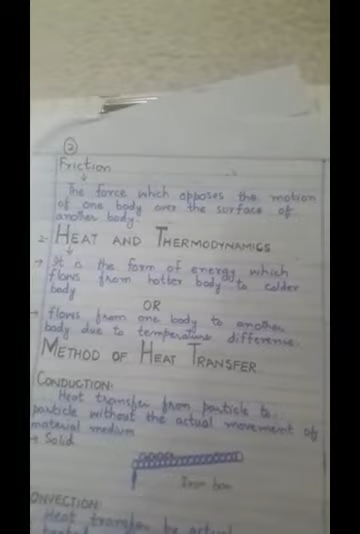 2
Friction
↓
The force which opposes the motion
of one body over the surface of
another body.
2- HEAT AND THERMODYNAMICS
↓
→ It is the form of energy which
flows from hotter body to colder
body
OR
→ flows from one body to another
body due to temperature difference.
METHOD OF HEAT TRANSFER
CONDUCTION:
Heat transfer from particle to
particle without the actual movement of
material medium
→ Solid
Iron bar
ONVECTION:
Heat transfer by actual